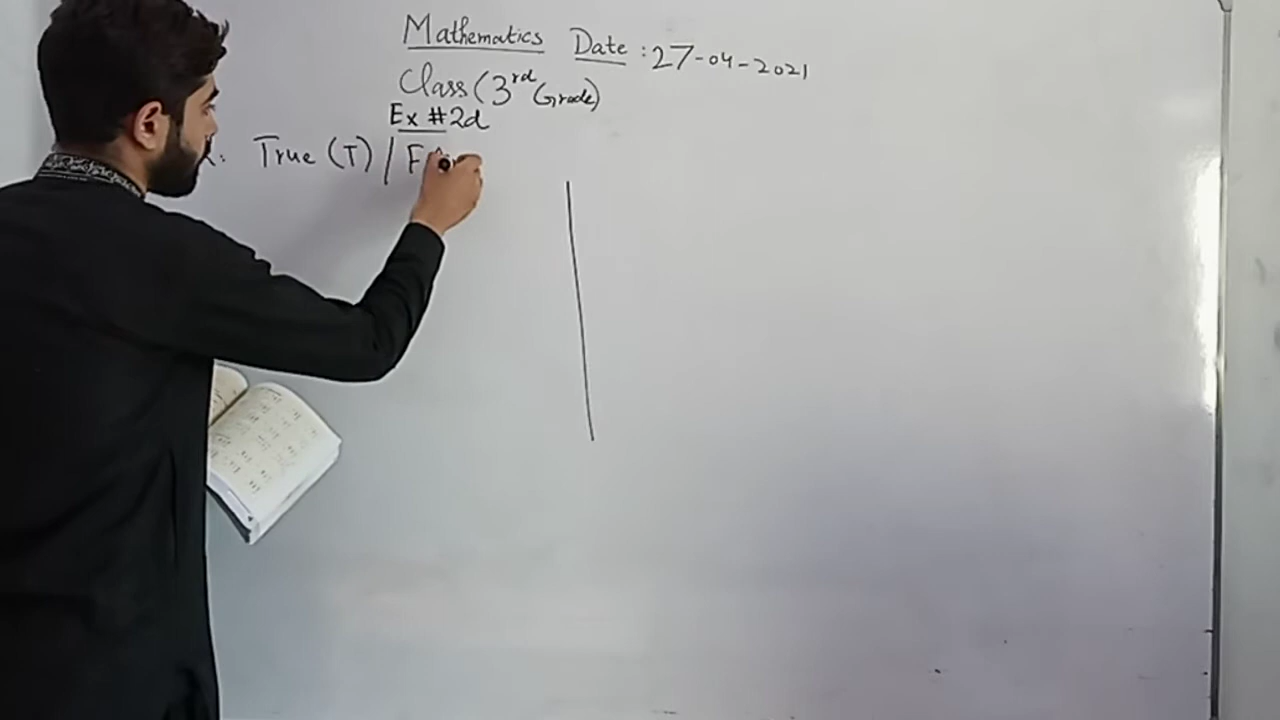 Mathematics Date : 27-04-2021
Class (3rd Grade)
Ex # 2d
True (T) / F